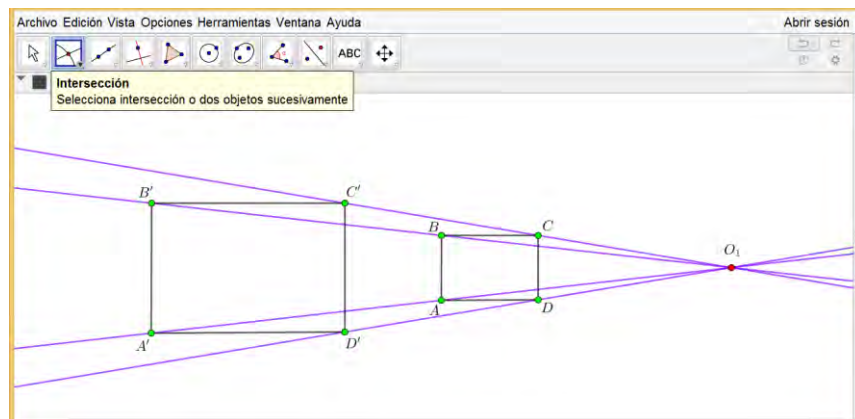 Archivo Edición Vista Opciones Herramientas Ventana Ayuda Abrir sesión
ABC
Intersección
Selecciona intersección o dos objetos sucesivamente
B′ C′
B C
O₁
A D
A′ D′